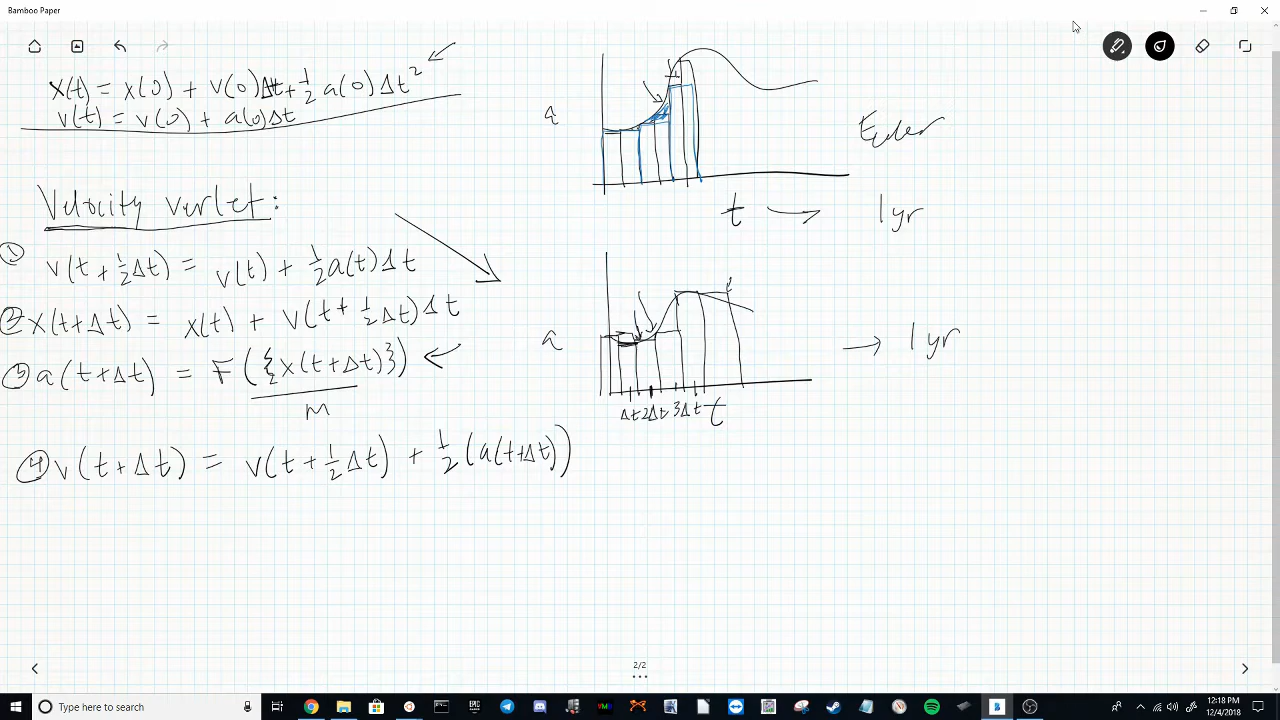 Bamboo Paper
x(t) = x(0) + v(0)Δt + ½ a(0) Δt²
v(t) = v(0) + a(0)Δt
Velocity verlet:
① v(t + ½Δt) = v(t) + ½a(t)Δt
② x(t+Δt) = x(t) + v(t + ½Δt)Δt
③ a(t+Δt) = F({x(t+Δt)})
m
④ v(t+Δt) = v(t + ½Δt) + ½(a(t+Δt))
a
Euler
t → 1yr
a
→ 1yr
Δt 2Δt 3Δt t
2/2
Type here to search
12:18 PM
12/4/2018